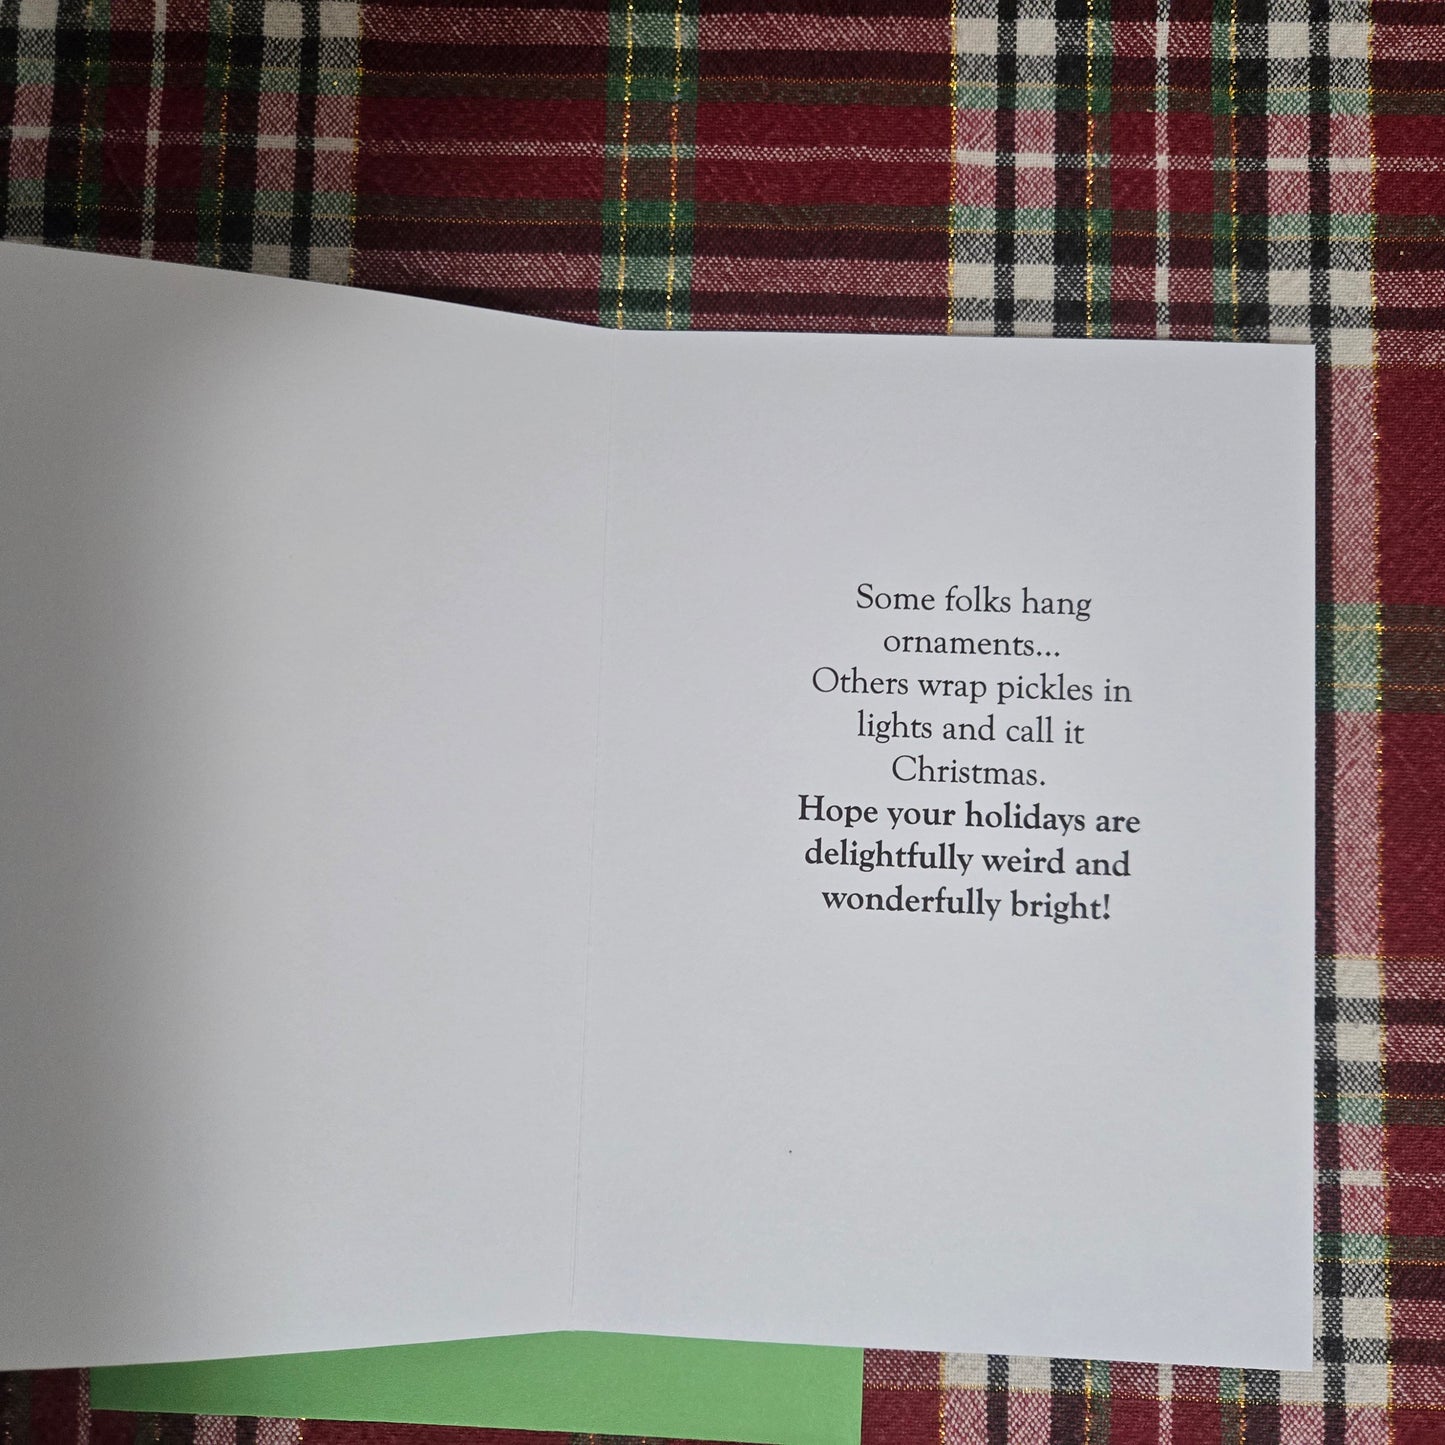 Some folks hang
ornaments...
Others wrap pickles in
lights and call it
Christmas.
Hope your holidays are
delightfully weird and
wonderfully bright!